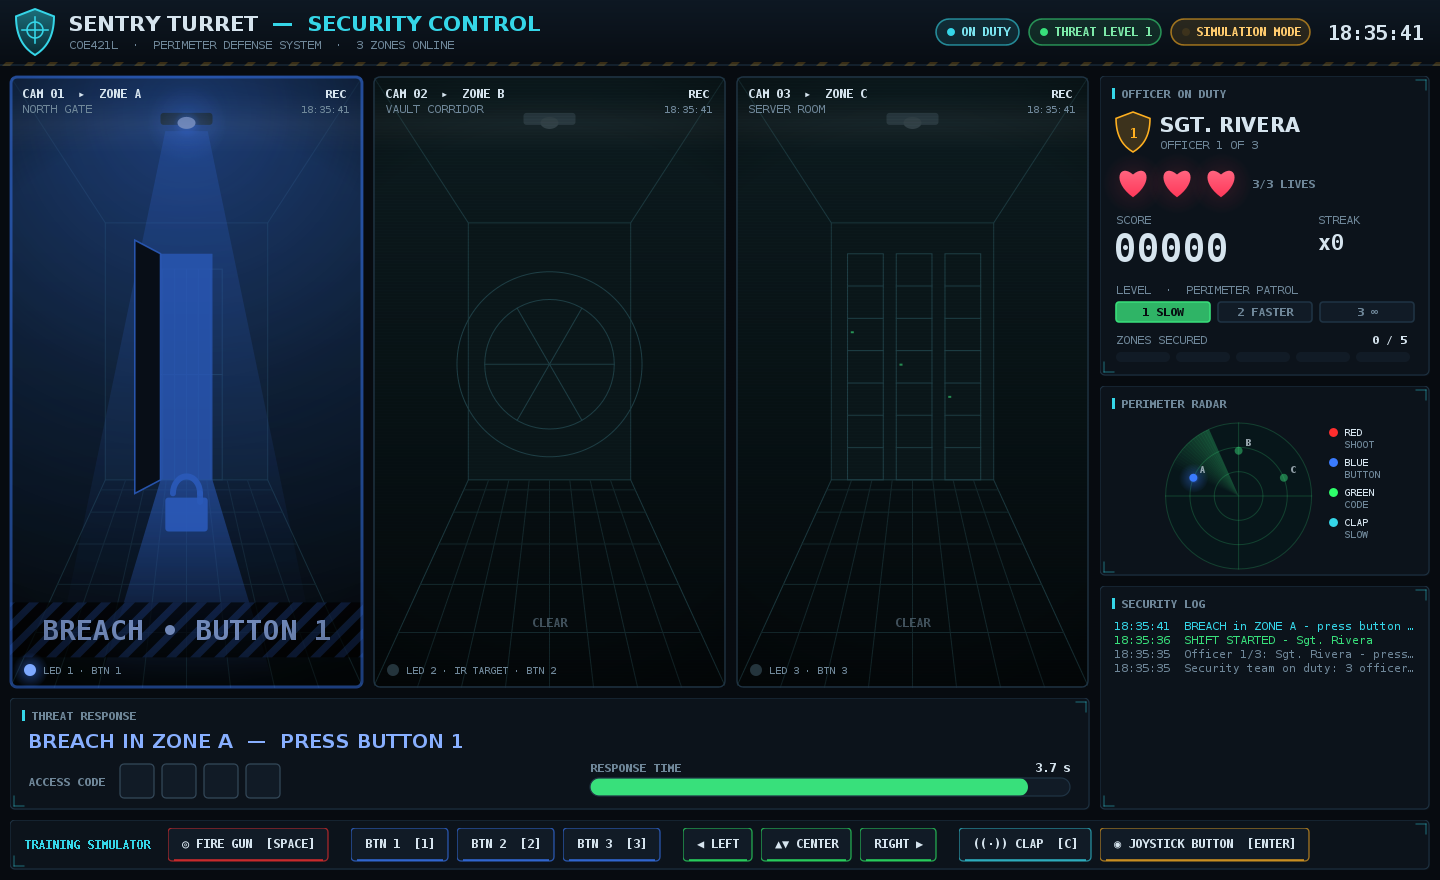 SENTRY TURRET — SECURITY CONTROL
COE421L · PERIMETER DEFENSE SYSTEM · 3 ZONES ONLINE
ON DUTY
THREAT LEVEL 1
SIMULATION MODE
18:35:41
CAM 01 ▸ ZONE A
REC
NORTH GATE
18:35:41
BREACH • BUTTON 1
LED 1 · BTN 1
CAM 02 ▸ ZONE B
REC
VAULT CORRIDOR
18:35:41
CLEAR
LED 2 · IR TARGET · BTN 2
CAM 03 ▸ ZONE C
REC
SERVER ROOM
18:35:41
CLEAR
LED 3 · BTN 3
OFFICER ON DUTY
1
SGT. RIVERA
OFFICER 1 OF 3
3/3 LIVES
SCORE
STREAK
00000
x0
LEVEL · PERIMETER PATROL
1 SLOW
2 FASTER
3 ∞
ZONES SECURED
0 / 5
PERIMETER RADAR
A
B
C
RED
SHOOT
BLUE
BUTTON
GREEN
CODE
CLAP
SLOW
SECURITY LOG
18:35:41 BREACH in ZONE A - press button …
18:35:36 SHIFT STARTED - Sgt. Rivera
18:35:35 Officer 1/3: Sgt. Rivera - press…
18:35:35 Security team on duty: 3 officer…
THREAT RESPONSE
BREACH IN ZONE A — PRESS BUTTON 1
ACCESS CODE
RESPONSE TIME
3.7 s
TRAINING SIMULATOR
◎ FIRE GUN [SPACE]
BTN 1 [1]
BTN 2 [2]
BTN 3 [3]
◀ LEFT
▲▼ CENTER
RIGHT ▶
((·)) CLAP [C]
◉ JOYSTICK BUTTON [ENTER]